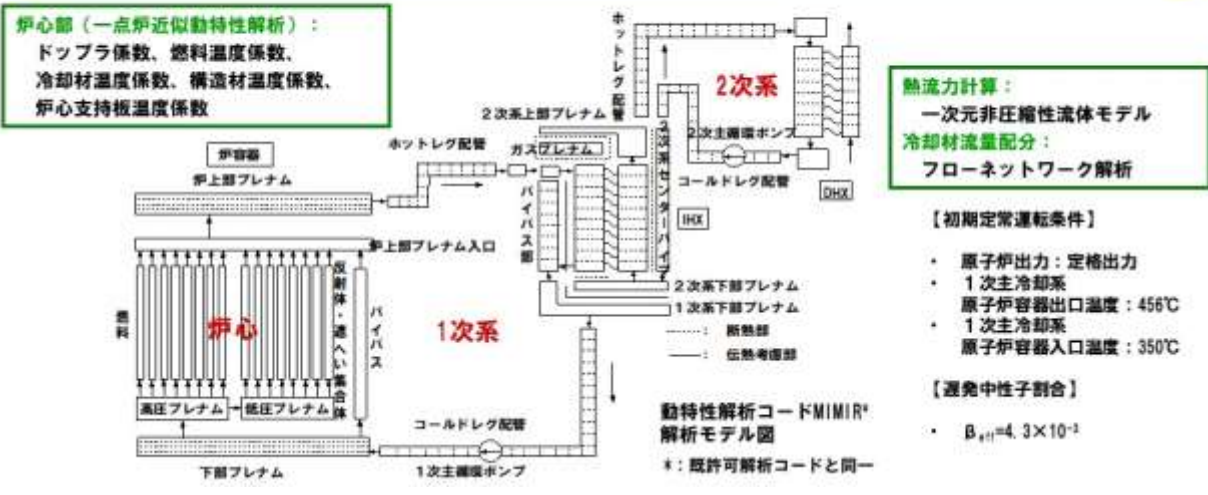 炉心部（一点炉近似動特性解析）：
ドップラ係数、燃料温度係数、
冷却材温度係数、構造材温度係数、
炉心支持板温度係数
炉容器
炉上部プレナム
炉上部プレナム入口
燃料
炉心
反射体・遮へい集合体
バイパス
高圧プレナム
低圧プレナム
下部プレナム
ホットレグ配管
1次系
コールドレグ配管
1次主循環ポンプ
2次系上部プレナム
ガスプレナム
バイパス部
2次系センターパイプ
IHX
2次系下部プレナム
1次系下部プレナム
：　断熱部
：　伝熱考慮部
ホットレグ配管
2次系
2次主循環ポンプ
コールドレグ配管
DHX
動特性解析コードMIMIR*
解析モデル図
*：既許可解析コードと同一
熱流力計算：
一次元非圧縮性流体モデル
冷却材流量配分：
フローネットワーク解析
【初期定常運転条件】
・　原子炉出力：定格出力
・　1次主冷却系
原子炉容器出口温度：456℃
・　1次主冷却系
原子炉容器入口温度：350℃
【遅発中性子割合】
・　βeff=4.3×10⁻³